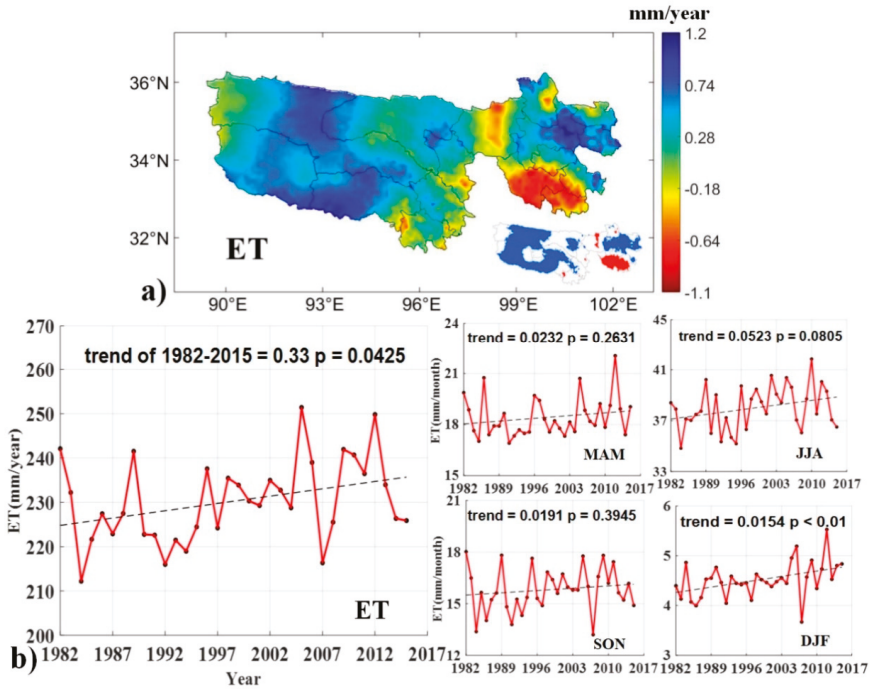 mm/year
1.2
0.74
0.28
-0.18
-0.64
-1.1
36°N
34°N
32°N
ET
a)
90°E
93°E
96°E
99°E
102°E
270
260
250
240
230
220
210
200
ET(mm/year)
trend of 1982-2015 = 0.33 p = 0.0425
ET
b)
1982
1987
1992
1997
2002
2007
2012
2017
Year
24
21
18
15
ET(mm/month)
trend = 0.0232 p = 0.2631
MAM
1982
1989
1996
2003
2010
2017
45
41
37
33
trend = 0.0523 p = 0.0805
JJA
1982
1989
1996
2003
2010
2017
21
18
15
12
ET(mm/month)
trend = 0.0191 p = 0.3945
SON
1982
1989
1996
2003
2010
2017
6
5
4
3
trend = 0.0154 p < 0.01
DJF
1982
1989
1996
2003
2010
2017